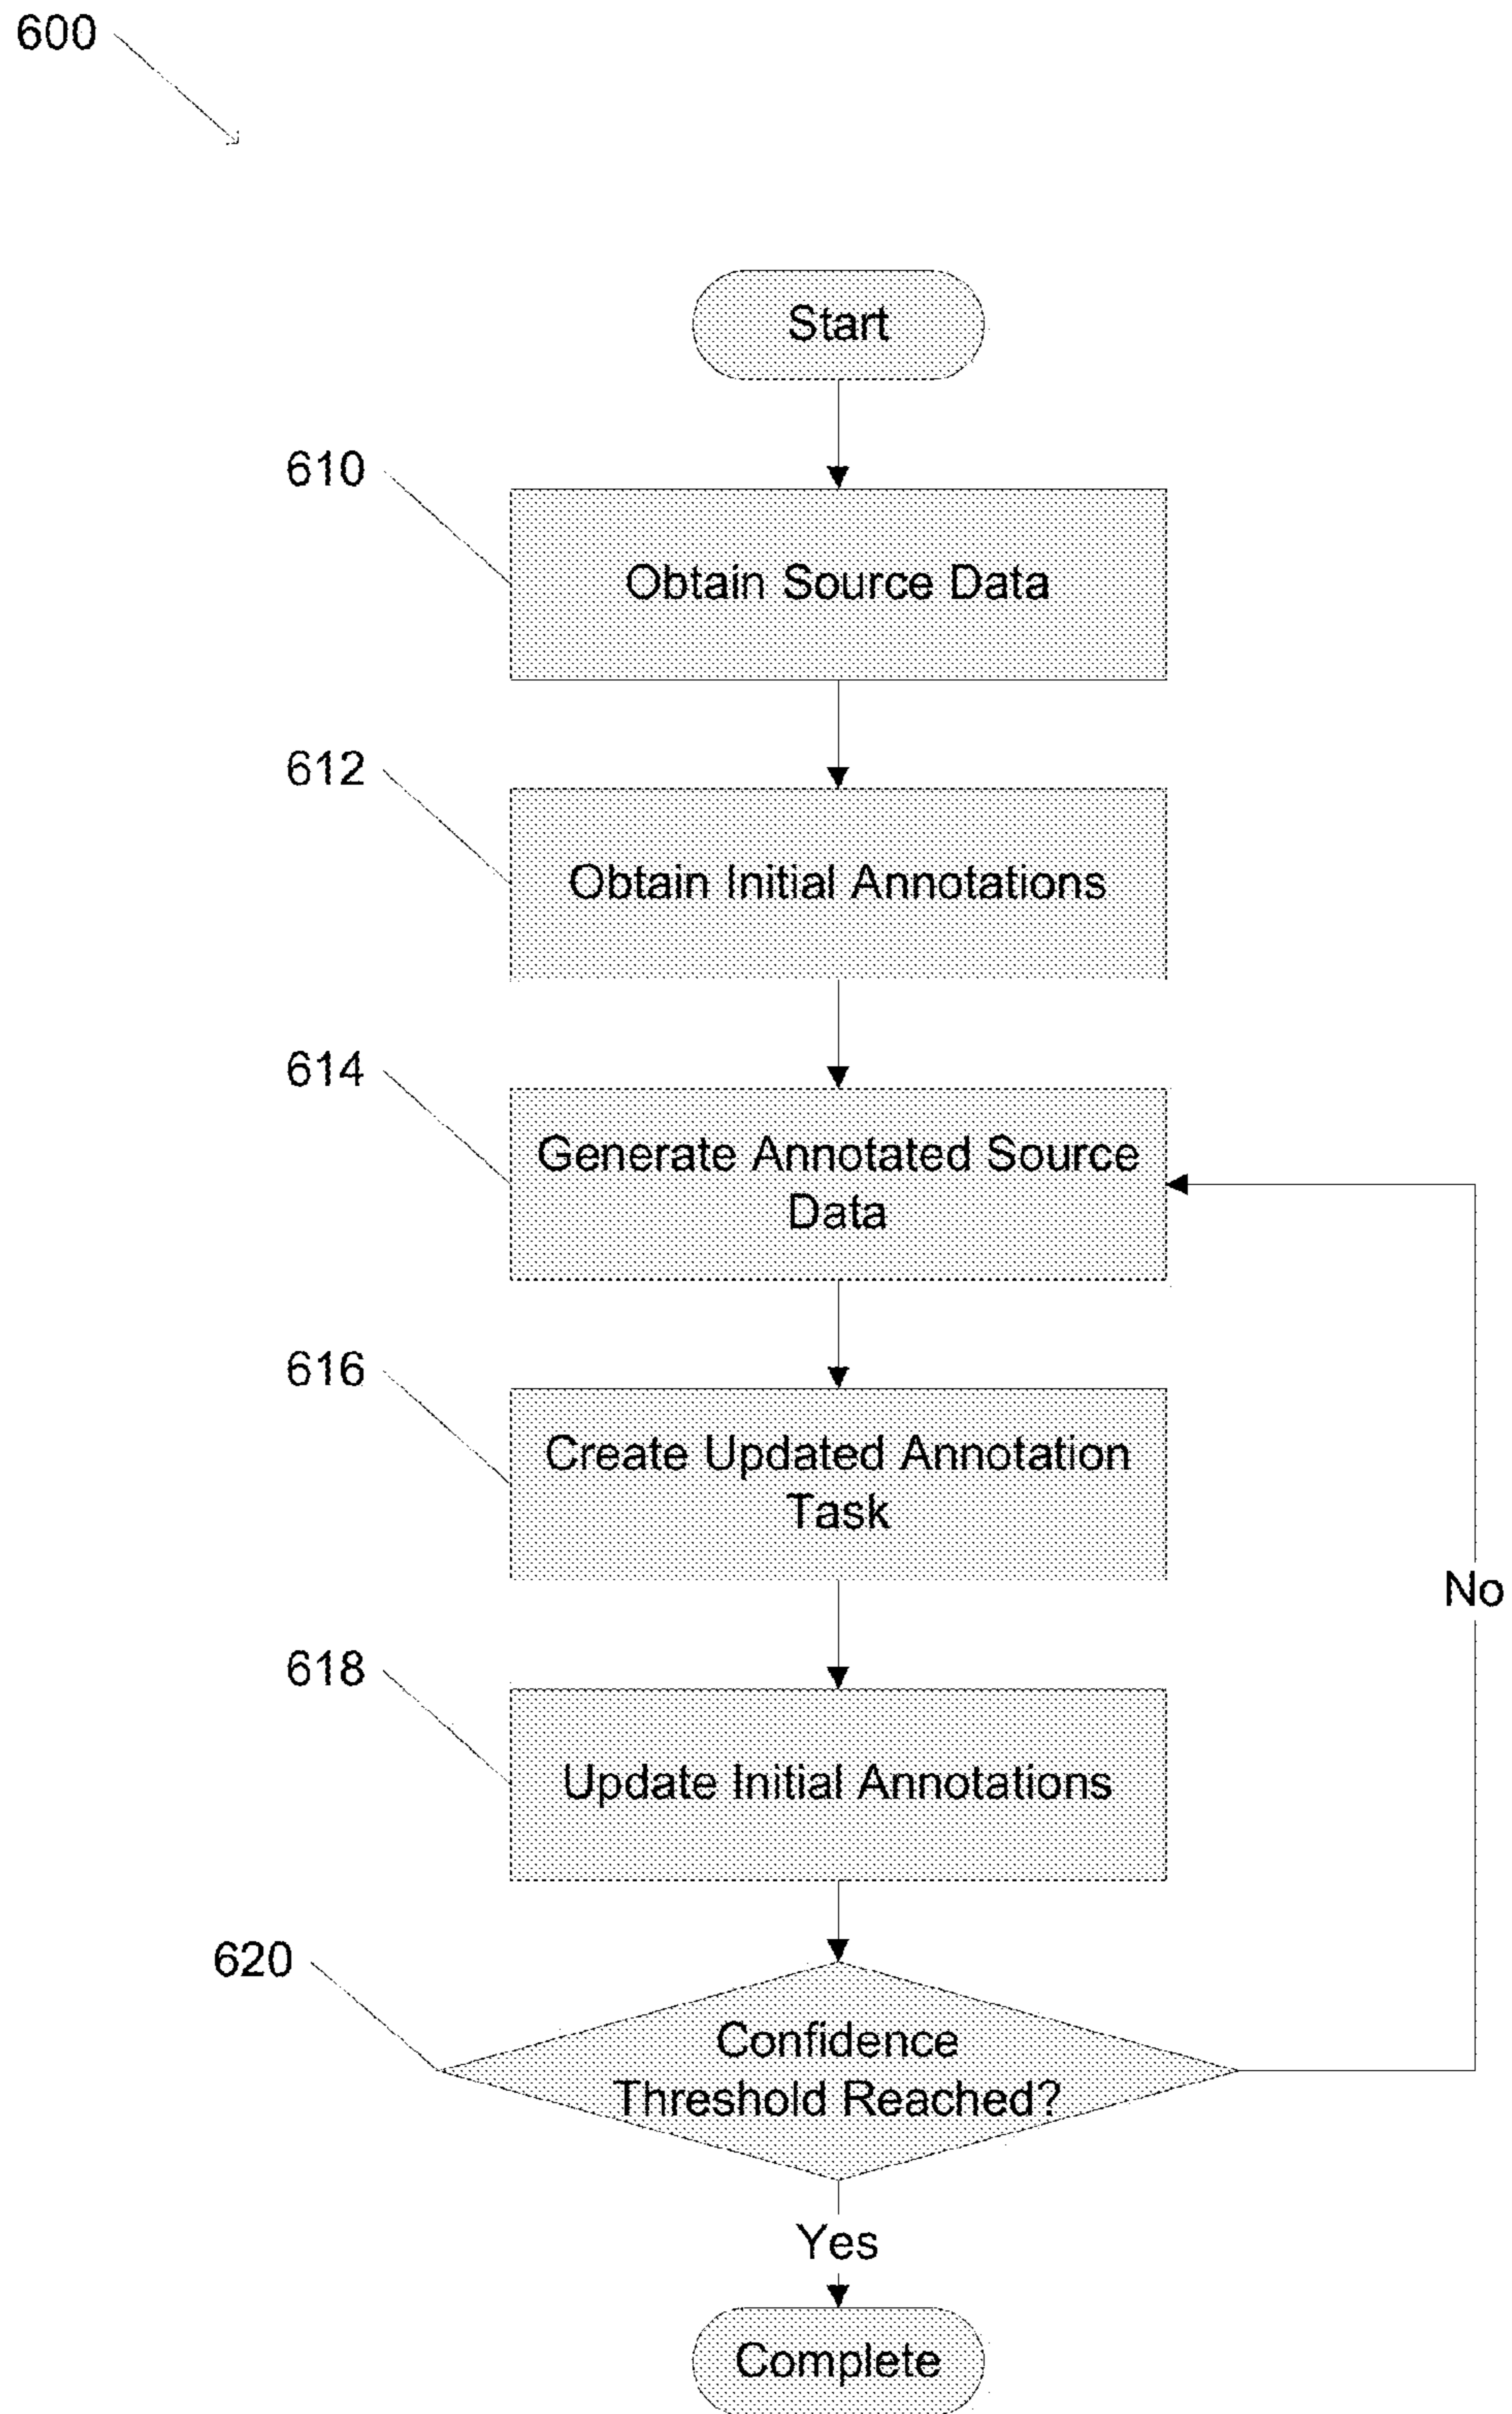 600
Start
610
Obtain Source Data
612
Obtain Initial Annotations
614
Generate Annotated Source
Data
616
Create Updated Annotation
Task
No
618
Update Initial Annotations
620
Confidence
Threshold Reached?
Yes
Complete